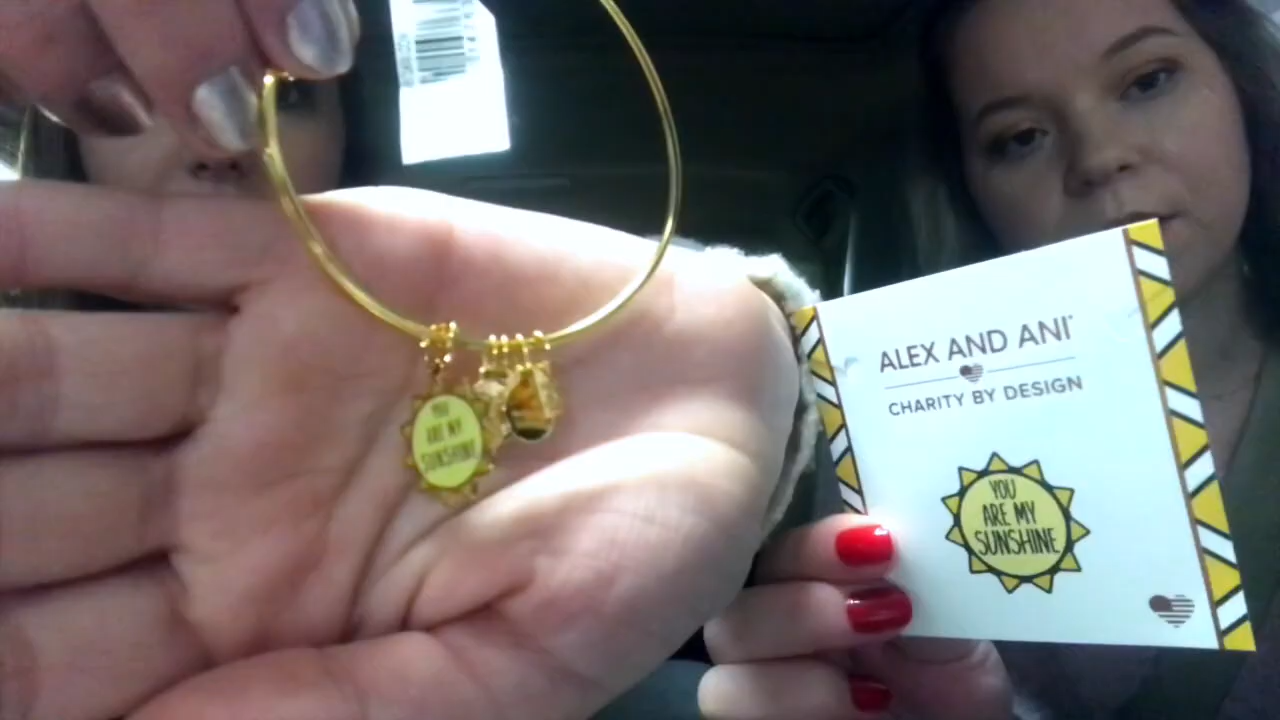 YOU
ARE MY
SUNSHINE
ALEX AND ANI
CHARITY BY DESIGN
YOU
ARE MY
SUNSHINE